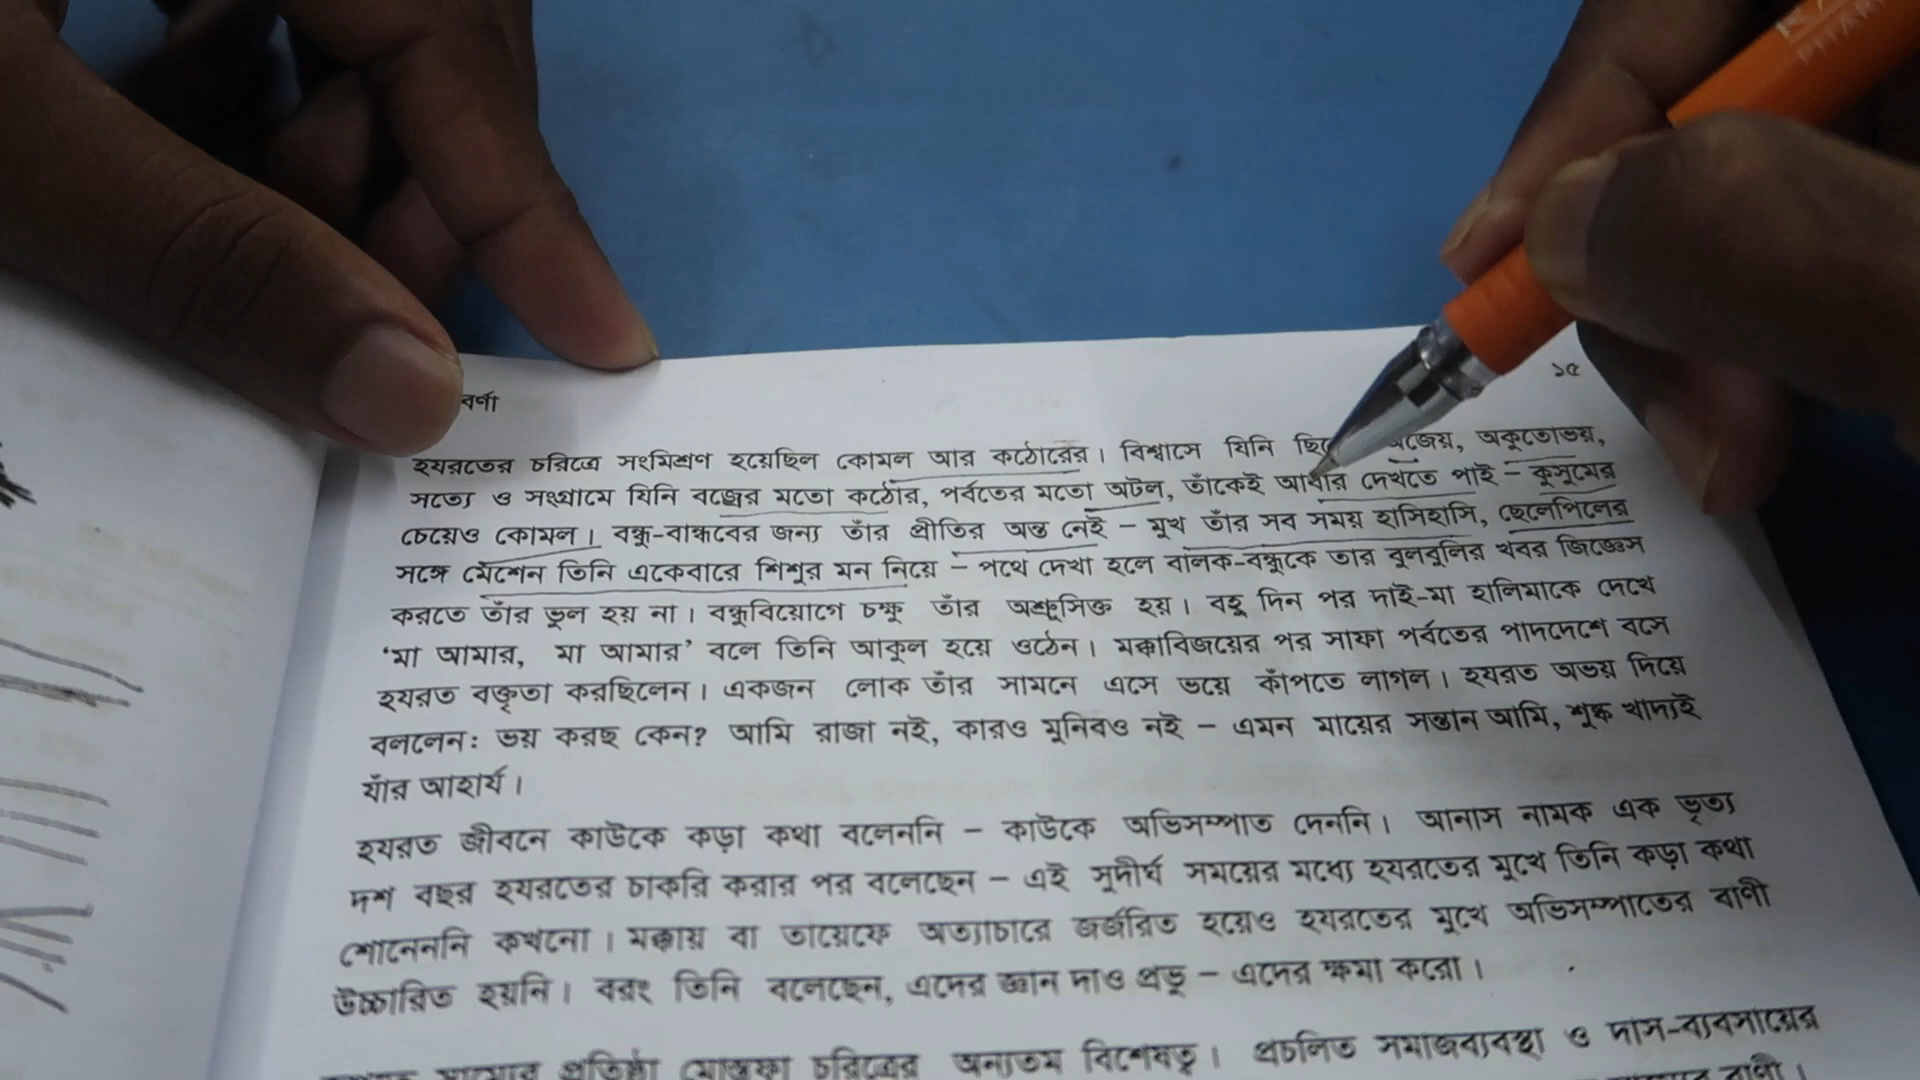 বর্ণী
১৫
হযরতের চরিত্রে সংমিশ্রণ হয়েছিল কোমল আর কঠোরের। বিশ্বাসে যিনি অজেয়, অকুতোভয়,
সত্যে ও সংগ্রামে যিনি বজ্রের মতো কঠোর, পর্বতের মতো অটল, তাঁকেই আবার দেখতে পাই – কুসুমের
চেয়েও কোমল। বন্ধু-বান্ধবের জন্য তাঁর প্রীতির অন্ত নেই – মুখ তাঁর সব সময় হাসিহাসি, ছেলেপিলের
সঙ্গে মেশেন তিনি একেবারে শিশুর মন নিয়ে – পথে দেখা হলে বালক-বন্ধুকে তার বুলবুলির খবর জিজ্ঞেস
করতে তাঁর ভুল হয় না। বন্ধুবিয়োগে চক্ষু তাঁর অশ্রুসিক্ত হয়। বহু দিন পর দাই-মা হালিমাকে দেখে
‘মা আমার, মা আমার’ বলে তিনি আকুল হয়ে ওঠেন। মক্কাবিজয়ের পর সাফা পর্বতের পাদদেশে বসে
হযরত বক্তৃতা করছিলেন। একজন লোক তাঁর সামনে এসে ভয়ে কাঁপতে লাগল। হযরত অভয় দিয়ে
বললেন: ভয় করছ কেন? আমি রাজা নই, কারও মুনিবও নই – এমন মায়ের সন্তান আমি, শুষ্ক খাদ্যই
যাঁর আহার্য।
হযরত জীবনে কাউকে কড়া কথা বলেননি – কাউকে অভিসম্পাত দেননি। আনাস নামক এক ভৃত্য
দশ বছর হযরতের চাকরি করার পর বলেছেন – এই সুদীর্ঘ সময়ের মধ্যে হযরতের মুখে তিনি কড়া কথা
শোনেননি কখনো। মক্কায় বা তায়েফে অত্যাচারে জর্জরিত হয়েও হযরতের মুখে অভিসম্পাতের বাণী
উচ্চারিত হয়নি। বরং তিনি বলেছেন, এদের জ্ঞান দাও প্রভু – এদের ক্ষমা করো।
প্রতিষ্ঠা মোস্তফা চরিত্রের অন্যতম বিশেষত্ব। প্রচলিত সমাজব্যবস্থা ও দাস-ব্যবসায়ের
বাণী।